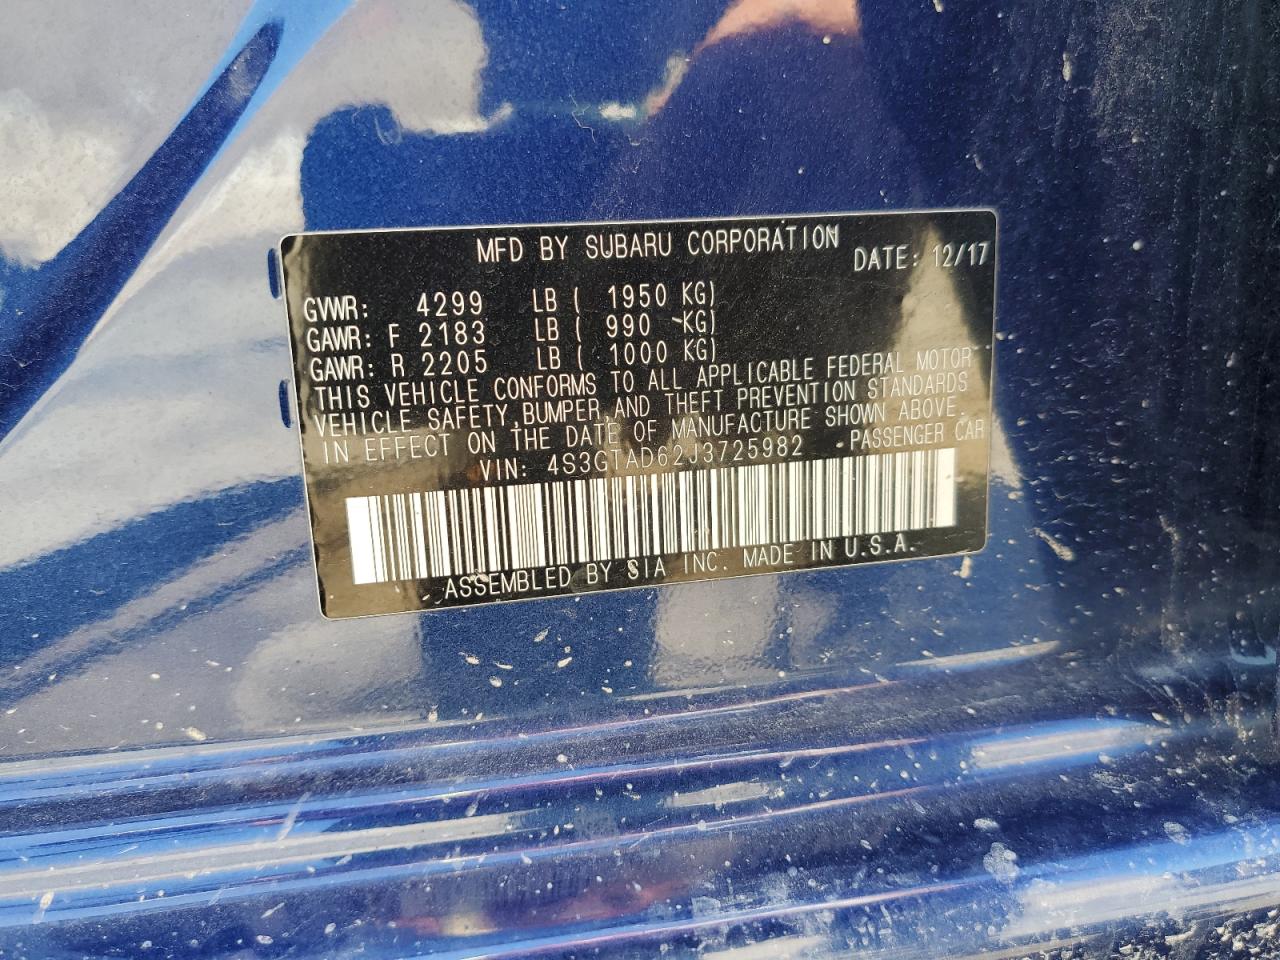 MFD BY SUBARU CORPORATION
DATE: 12/17
GVWR: 4299 LB ( 1950 KG)
GAWR: F 2183 LB ( 990 KG)
GAWR: R 2205 LB ( 1000 KG)
THIS VEHICLE CONFORMS TO ALL APPLICABLE FEDERAL MOTOR
VEHICLE SAFETY, BUMPER AND THEFT PREVENTION STANDARDS
IN EFFECT ON THE DATE OF MANUFACTURE SHOWN ABOVE.
VIN: 4S3GTAD62J3725982 PASSENGER CAR
ASSEMBLED BY SIA INC. MADE IN U.S.A.